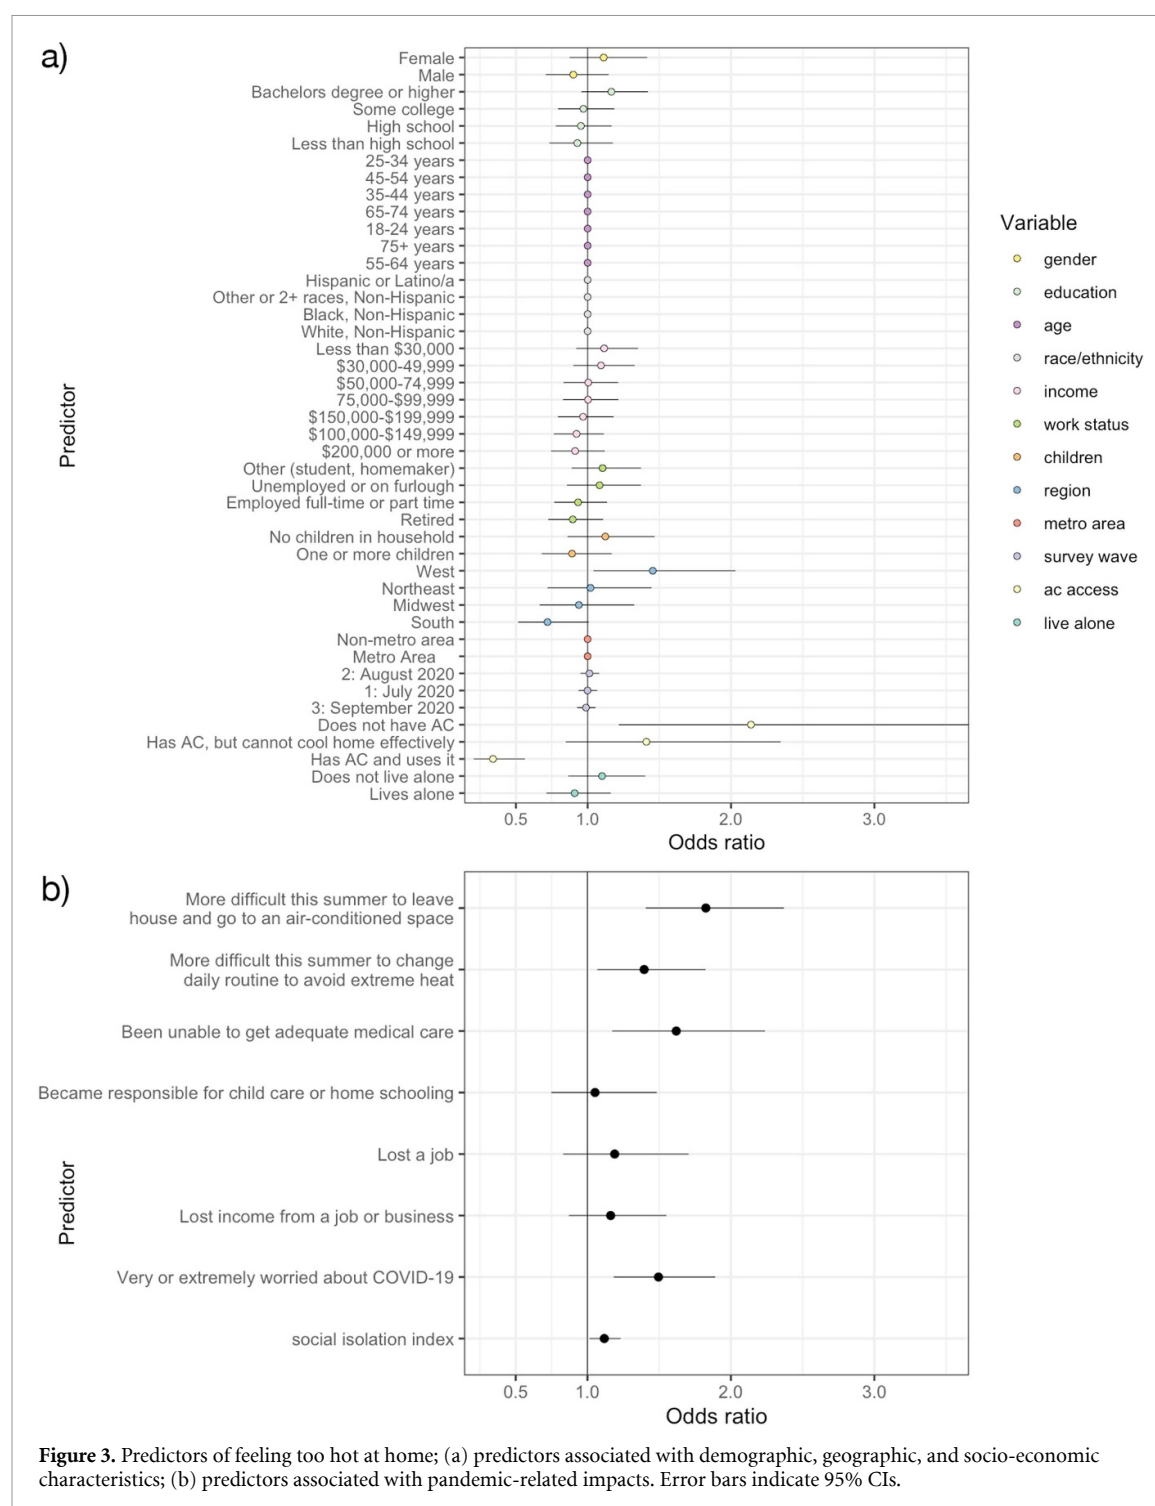 a)
Female
Male
Bachelors degree or higher
Some college
High school
Less than high school
25-34 years
45-54 years
35-44 years
65-74 years
18-24 years
75+ years
55-64 years
Hispanic or Latino/a
Other or 2+ races, Non-Hispanic
Black, Non-Hispanic
White, Non-Hispanic
Less than $30,000
$30,000-49,999
$50,000-74,999
75,000-$99,999
$150,000-$199,999
$100,000-$149,999
$200,000 or more
Other (student, homemaker)
Unemployed or on furlough
Employed full-time or part time
Retired
No children in household
One or more children
West
Northeast
Midwest
South
Non-metro area
Metro Area
2: August 2020
1: July 2020
3: September 2020
Does not have AC
Has AC, but cannot cool home effectively
Has AC and uses it
Does not live alone
Lives alone
Predictor
0.5 1.0 2.0 3.0
Odds ratio
Variable
gender
education
age
race/ethnicity
income
work status
children
region
metro area
survey wave
ac access
live alone
b)
More difficult this summer to leave
house and go to an air-conditioned space
More difficult this summer to change
daily routine to avoid extreme heat
Been unable to get adequate medical care
Became responsible for child care or home schooling
Lost a job
Lost income from a job or business
Very or extremely worried about COVID-19
social isolation index
Predictor
0.5 1.0 2.0 3.0
Odds ratio
Figure 3. Predictors of feeling too hot at home; (a) predictors associated with demographic, geographic, and socio-economic
characteristics; (b) predictors associated with pandemic-related impacts. Error bars indicate 95% CIs.